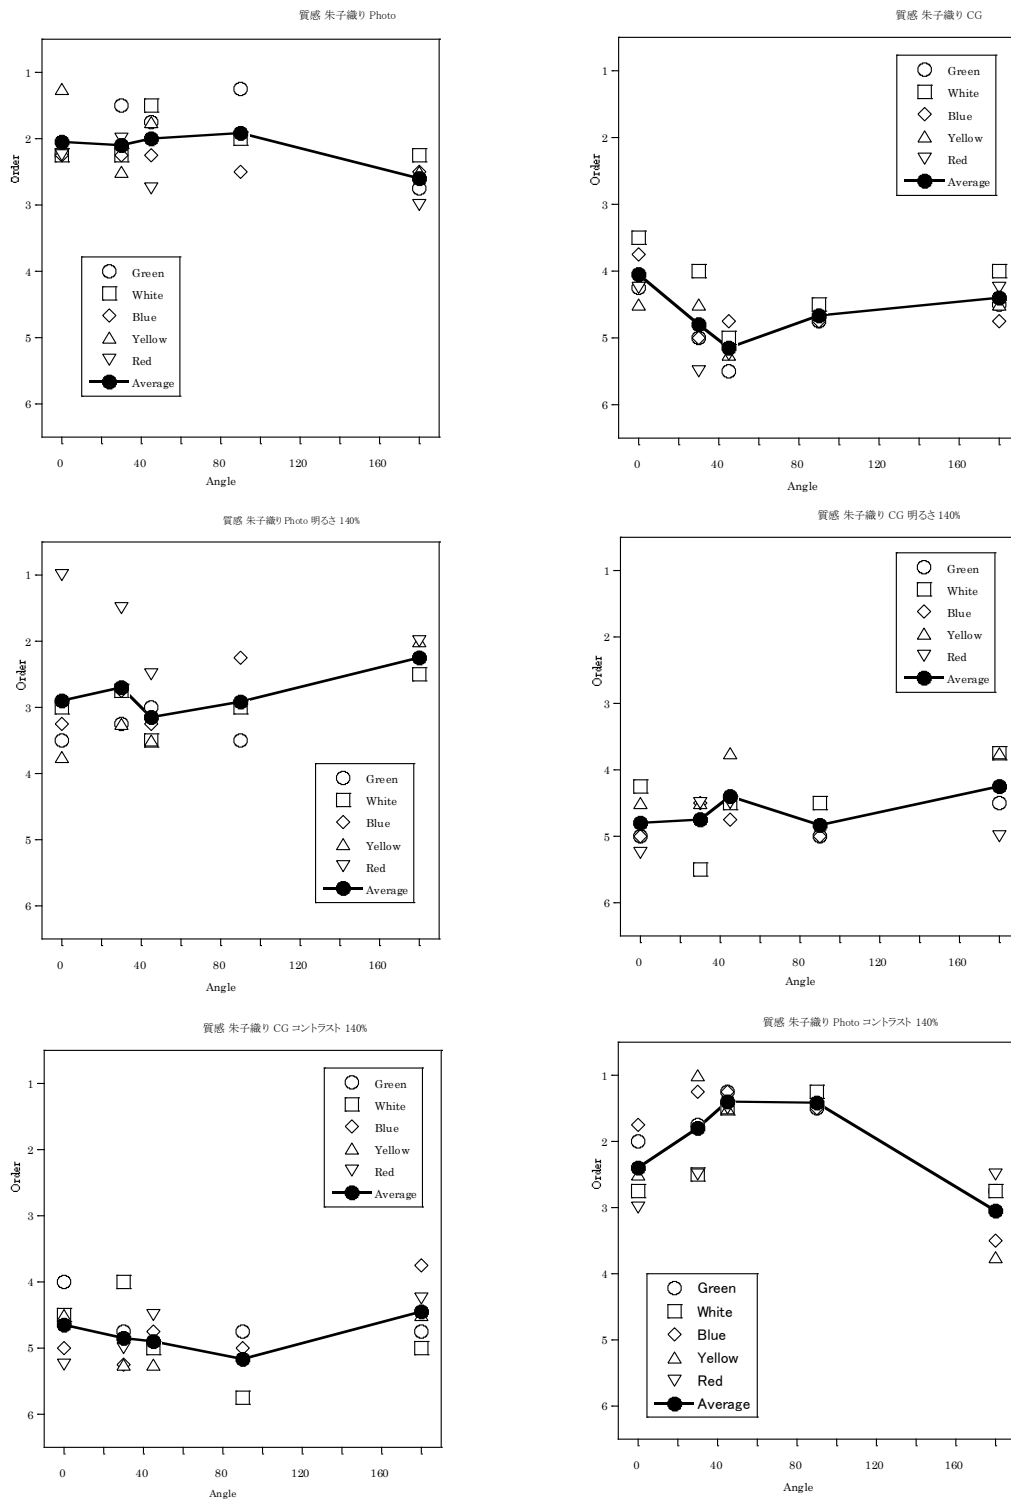 質感 朱子織り Photo
1
2
3
4
5
6
Order
Green
White
Blue
Yellow
Red
Average
0
40
80
120
160
Angle
質感 朱子織り CG
1
2
3
4
5
6
Order
Green
White
Blue
Yellow
Red
Average
0
40
80
120
160
Angle
質感 朱子織り Photo 明るさ 140%
1
2
3
4
5
6
Order
Green
White
Blue
Yellow
Red
Average
0
40
80
120
160
Angle
質感 朱子織り CG 明るさ 140%
1
2
3
4
5
6
Order
Green
White
Blue
Yellow
Red
Average
0
40
80
120
160
Angle
質感 朱子織り CG コントラスト 140%
1
2
3
4
5
6
Order
Green
White
Blue
Yellow
Red
Average
0
40
80
120
160
Angle
質感 朱子織り Photo コントラスト 140%
1
2
3
4
5
6
Order
Green
White
Blue
Yellow
Red
Average
0
40
80
120
160
Angle